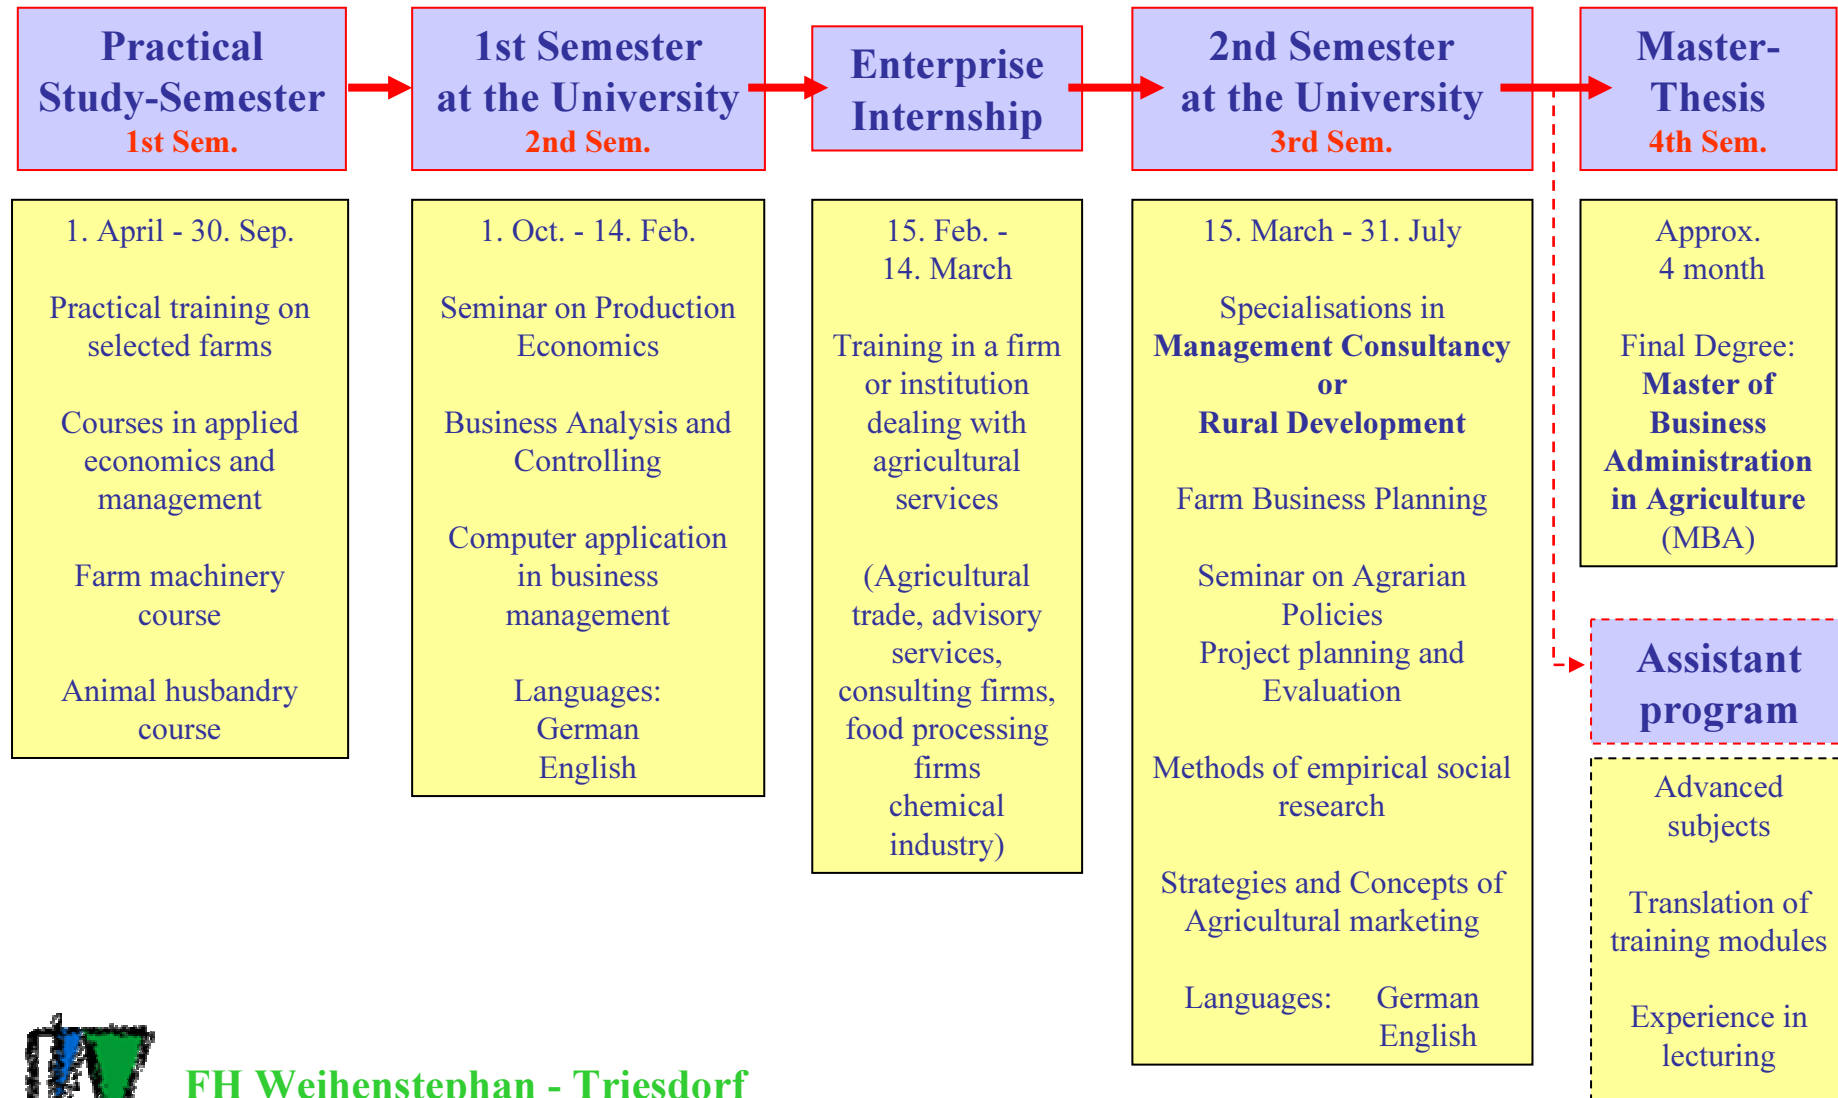 Practical
Study-Semester
1st Sem.
1. April - 30. Sep.
Practical training on
selected farms
Courses in applied
economics and
management
Farm machinery
course
Animal husbandry
course
1st Semester
at the University
2nd Sem.
1. Oct. - 14. Feb.
Seminar on Production
Economics
Business Analysis and
Controlling
Computer application
in business
management
Languages:
German
English
Enterprise
Internship
15. Feb. -
14. March
Training in a firm
or institution
dealing with
agricultural
services
(Agricultural
trade, advisory
services,
consulting firms,
food processing
firms
chemical
industry)
2nd Semester
at the University
3rd Sem.
15. March - 31. July
Specialisations in
Management Consultancy
or
Rural Development
Farm Business Planning
Seminar on Agrarian
Policies
Project planning and
Evaluation
Methods of empirical social
research
Strategies and Concepts of
Agricultural marketing
Languages: German
English
Master-
Thesis
4th Sem.
Approx.
4 month
Final Degree:
Master of
Business
Administration
in Agriculture
(MBA)
Assistant
program
Advanced
subjects
Translation of
training modules
Experience in
lecturing
FH Weihenstephan - Triesdorf